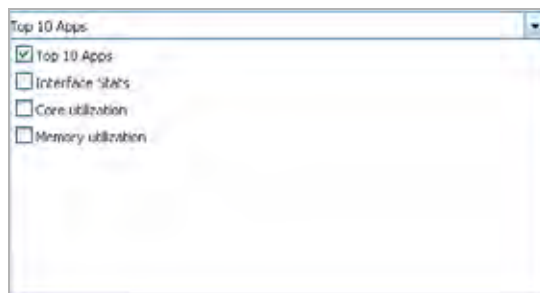 Top 10 Apps
Top 10 Apps
Interface Stats
Core utilization
Memory utilization